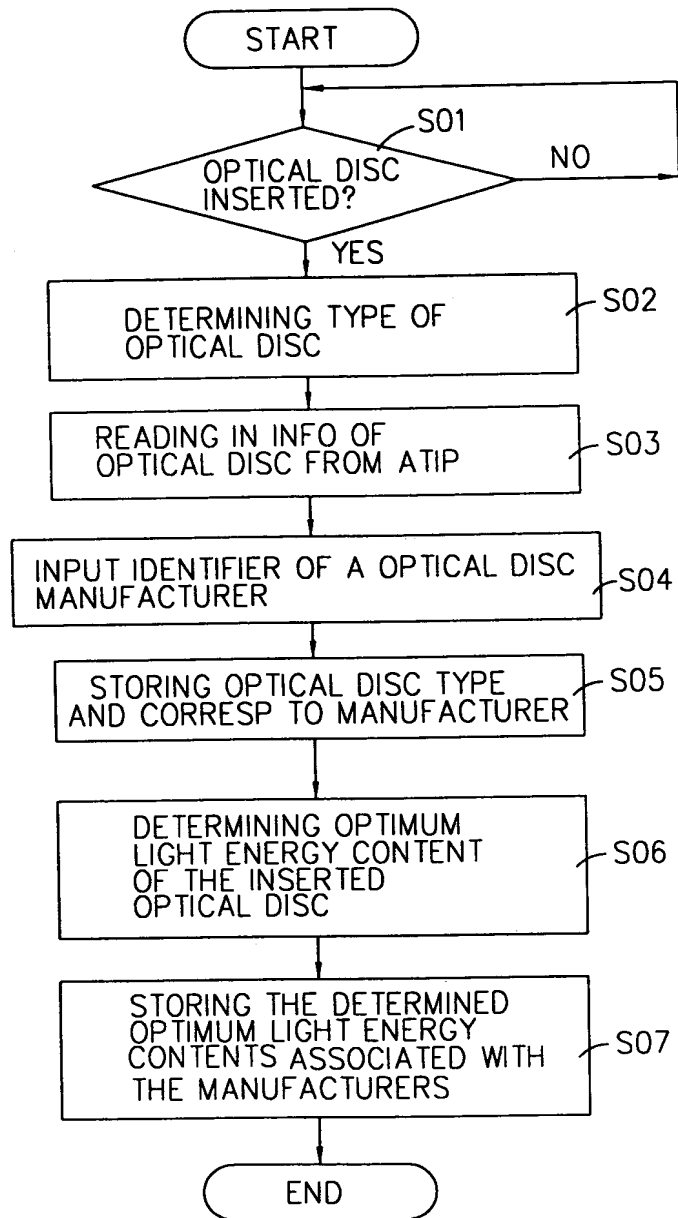 START
S01
OPTICAL DISC
INSERTED?
NO
YES
DETERMINING TYPE OF
OPTICAL DISC
S02
READING IN INFO OF
OPTICAL DISC FROM ATIP
S03
INPUT IDENTIFIER OF A OPTICAL DISC
MANUFACTURER
S04
STORING OPTICAL DISC TYPE
AND CORRESP TO MANUFACTURER
S05
DETERMINING OPTIMUM
LIGHT ENERGY CONTENT
OF THE INSERTED
OPTICAL DISC
S06
STORING THE DETERMINED
OPTIMUM LIGHT ENERGY
CONTENTS ASSOCIATED WITH
THE MANUFACTURERS
S07
END